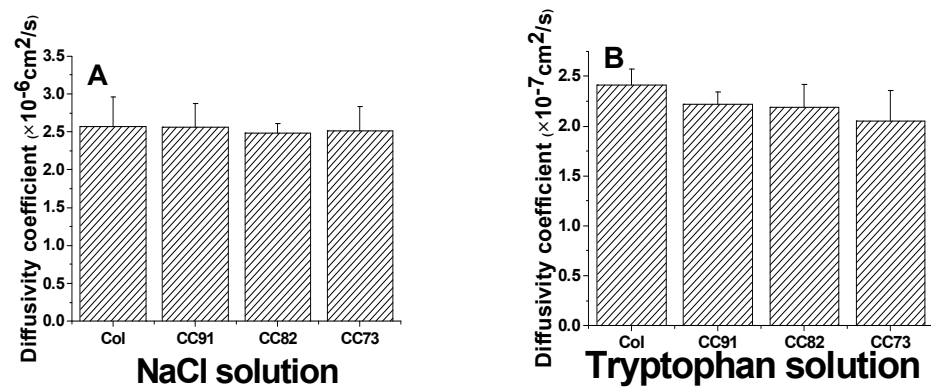 A
Diffusivity coefficient (×10⁻⁶cm²/s)
3.5
3.0
2.5
2.0
1.5
1.0
0.5
0.0
Col CC91 CC82 CC73
NaCl solution
B
Diffusivity coefficient (×10⁻⁷cm²/s)
2.5
2.0
1.5
1.0
0.5
0.0
Col CC91 CC82 CC73
Tryptophan solution